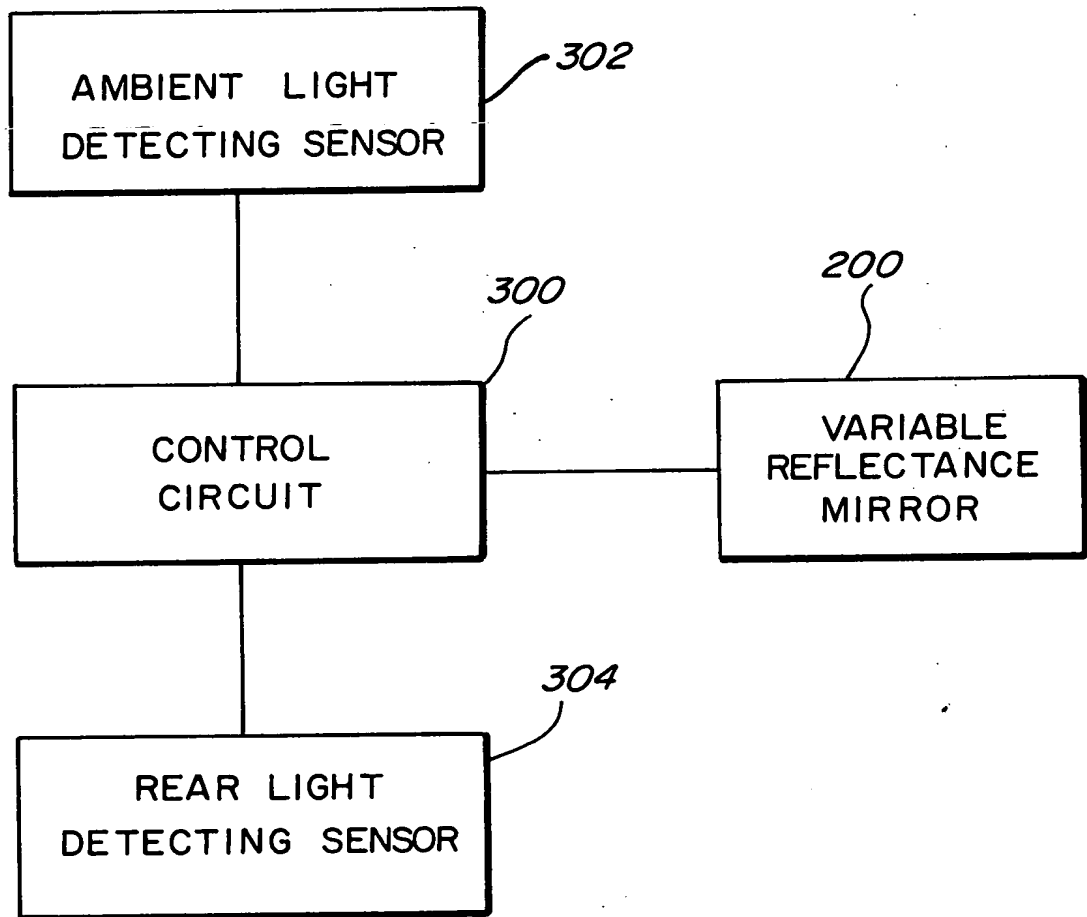 AMBIENT LIGHT
DETECTING SENSOR
302
300
CONTROL
CIRCUIT
200
VARIABLE
REFLECTANCE
MIRROR
304
REAR LIGHT
DETECTING SENSOR